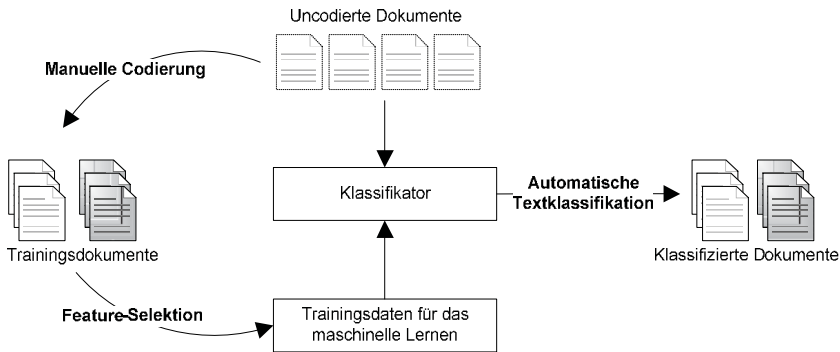 Uncodierte Dokumente
Manuelle Codierung
Klassifikator
Automatische
Textklassifikation
Trainingsdokumente
Klassifizierte Dokumente
Feature-Selektion
Trainingsdaten für das
maschinelle Lernen